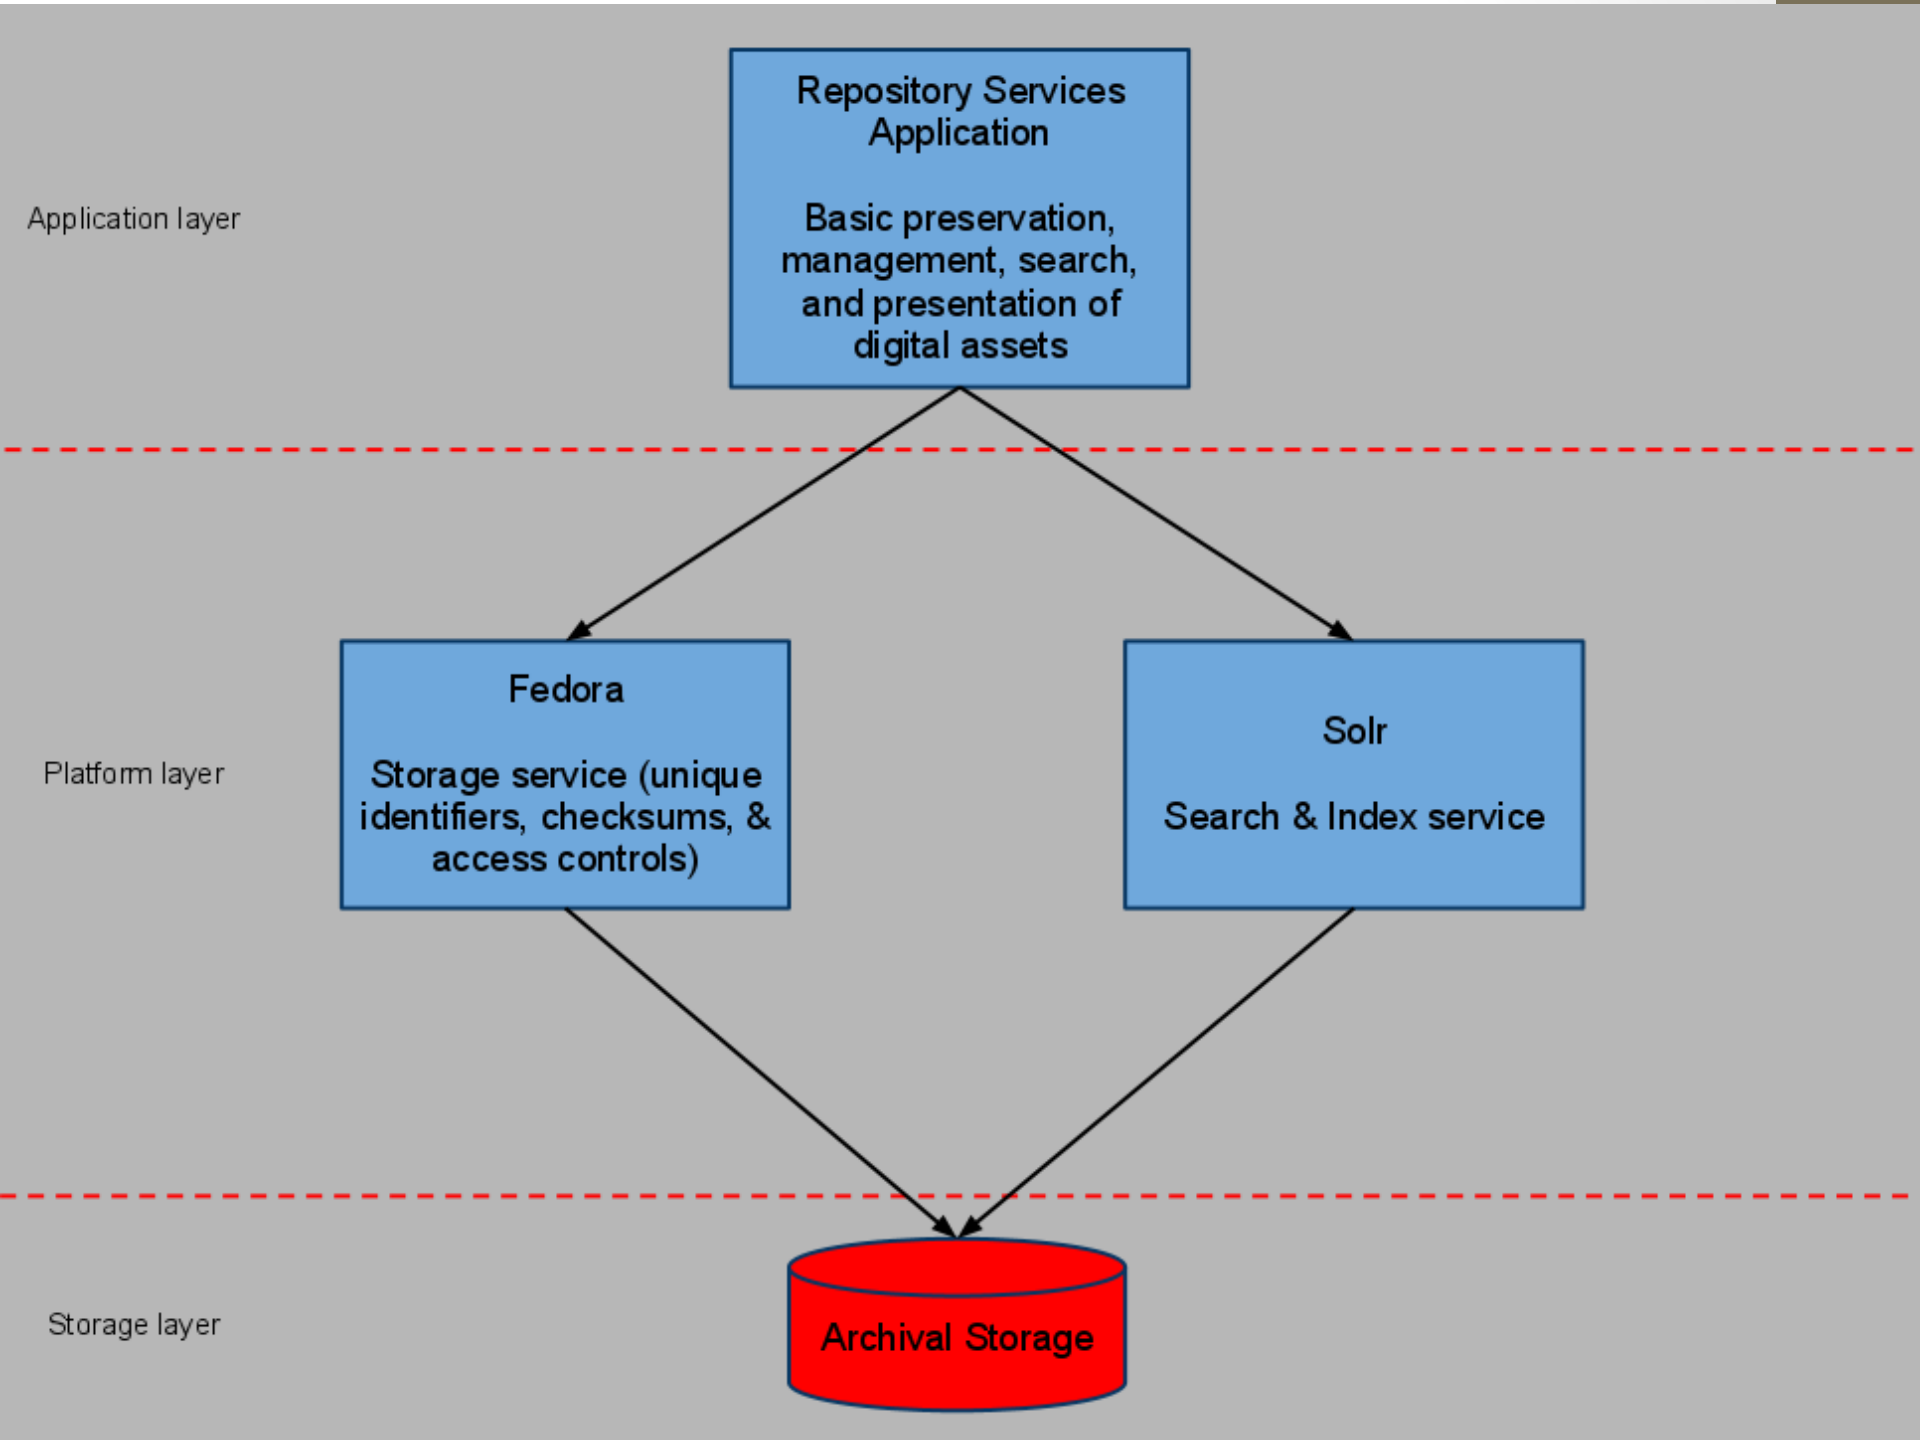 Repository Services
Application
Basic preservation,
management, search,
and presentation of
digital assets
Application layer
Fedora
Storage service (unique
identifiers, checksums, &
access controls)
Solr
Search & Index service
Platform layer
Archival Storage
Storage layer